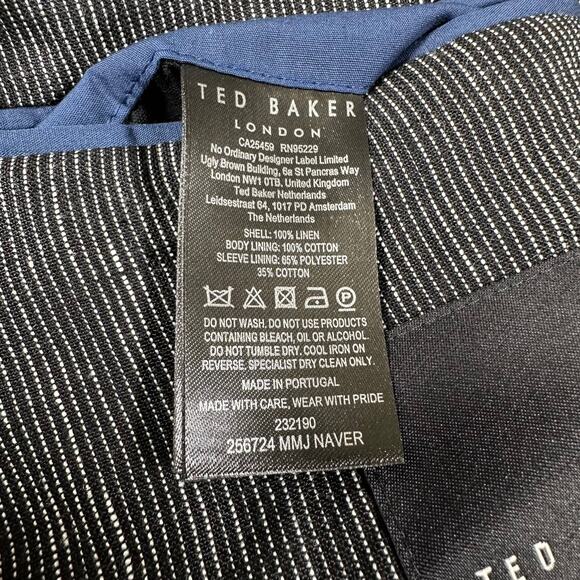 TED BAKER
LONDON
CA25459 RN95229
No Ordinary Designer Label Limited
Ugly Brown Building, 6a St Pancras Way
London NW1 0TB, United Kingdom
Ted Baker Netherlands
Leidsestraat 64, 1017 PD Amsterdam
The Netherlands
SHELL: 100% LINEN
BODY LINING: 100% COTTON
SLEEVE LINING: 65% POLYESTER
35% COTTON
P
DO NOT WASH. DO NOT USE PRODUCTS
CONTAINING BLEACH, OIL OR ALCOHOL.
DO NOT TUMBLE DRY. COOL IRON ON
REVERSE. SPECIALIST DRY CLEAN ONLY.
MADE IN PORTUGAL
MADE WITH CARE, WEAR WITH PRIDE
232190
256724 MMJ NAVER
TED